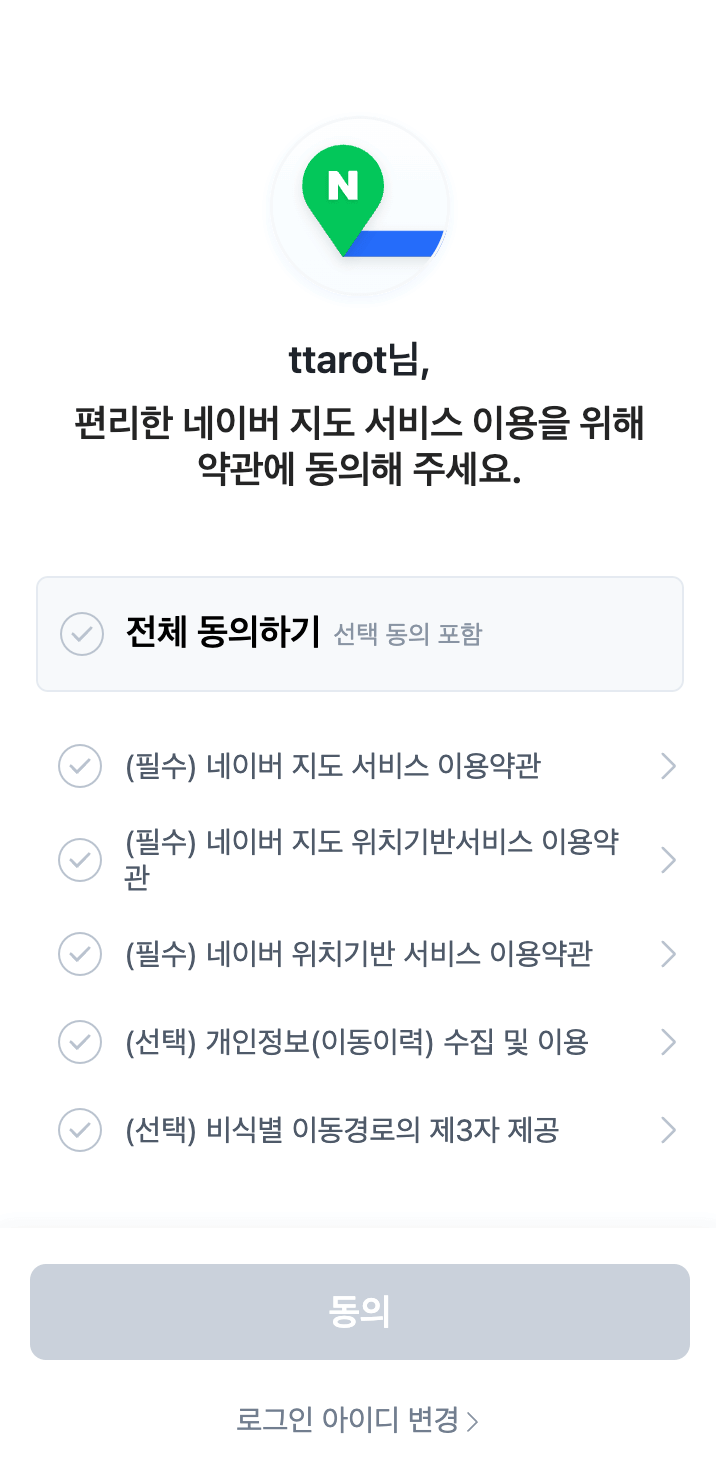 N
ttarot님,
편리한 네이버 지도 서비스 이용을 위해
약관에 동의해 주세요.
전체 동의하기 선택 동의 포함
(필수) 네이버 지도 서비스 이용약관
(필수) 네이버 지도 위치기반서비스 이용약
관
(필수) 네이버 위치기반 서비스 이용약관
(선택) 개인정보(이동이력) 수집 및 이용
(선택) 비식별 이동경로의 제3자 제공
동의
로그인 아이디 변경